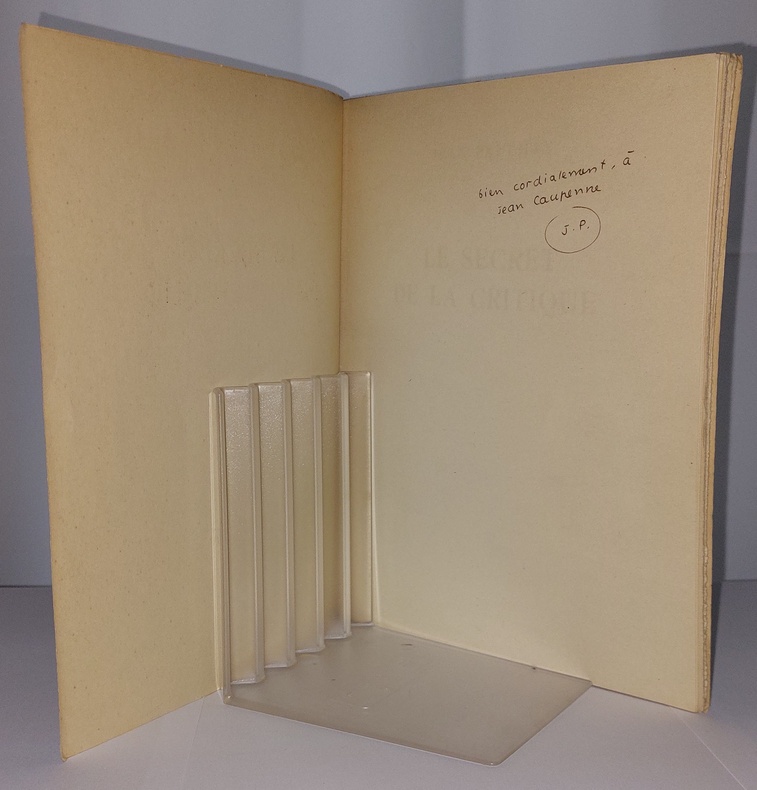 bien cordialement, à
Jean Caupenne
J.P.
LE SECRET
DE LA CRITIQUE